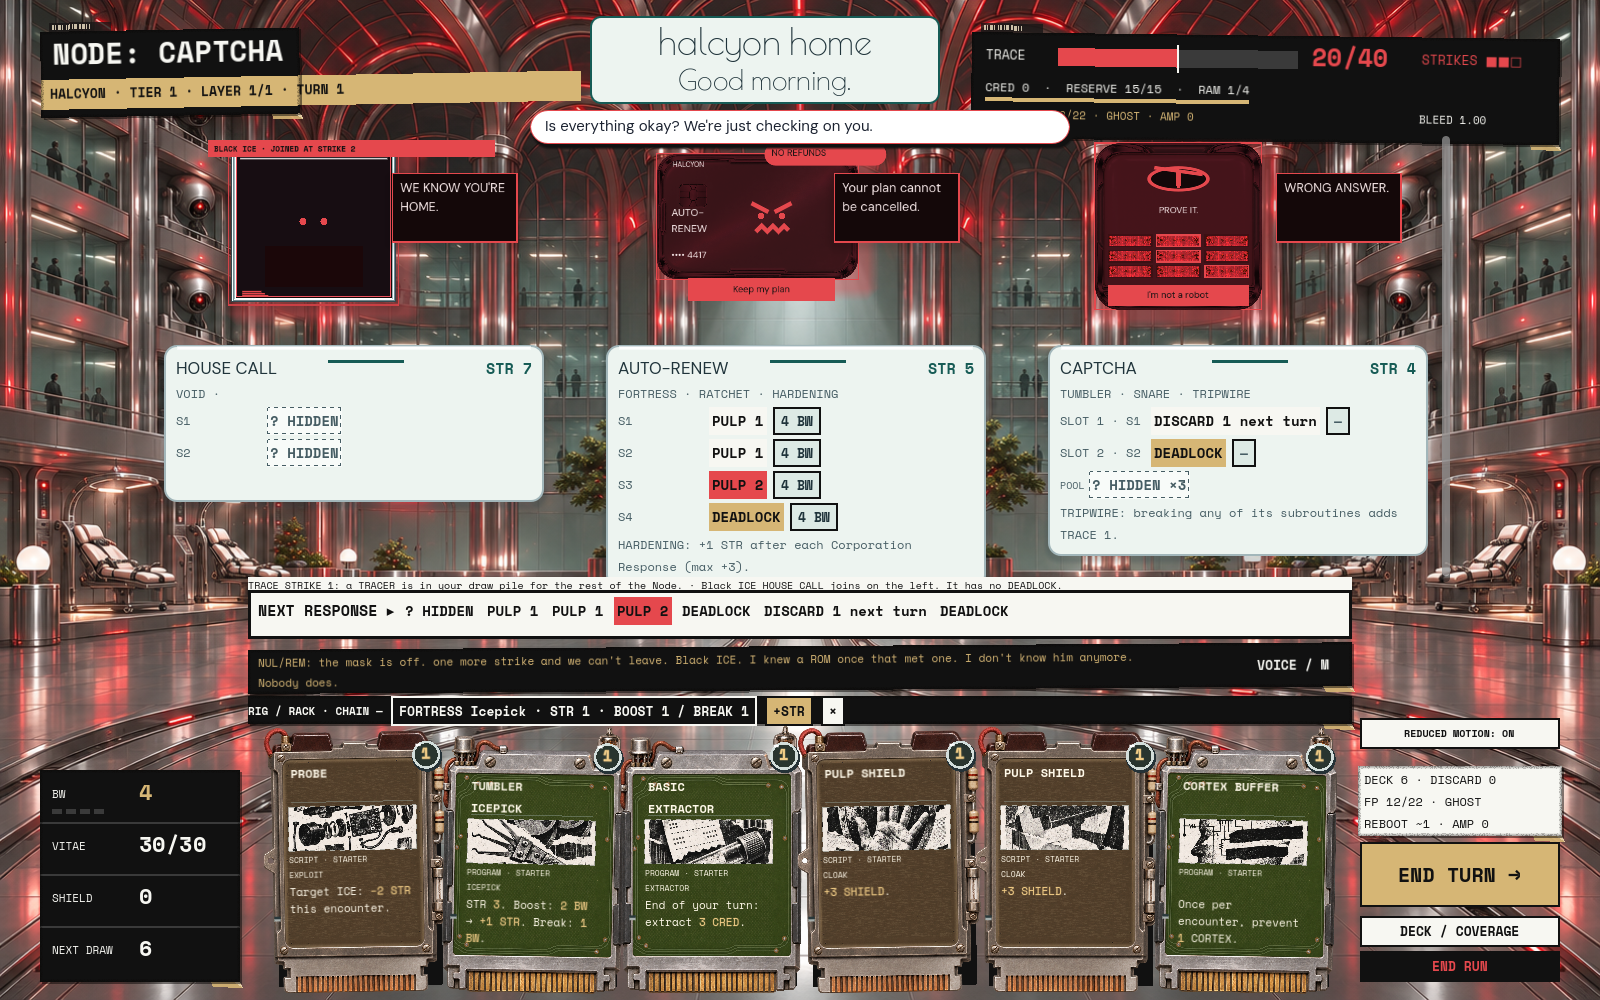 NODE: CAPTCHA
HALCYON · TIER 1 · LAYER 1/1 · TURN 1
halcyon home
Good morning.
Is everything okay? We're just checking on you.
TRACE
20/40
STRIKES
CRED 0 · RESERVE 15/15 · RAM 1/4
/22 · GHOST · AMP 0
BLEED 1.00
BLACK ICE · JOINED AT STRIKE 2
WE KNOW YOU'RE
HOME.
NO REFUNDS
HALCYON
AUTO-
RENEW
•••• 4417
Keep my plan
Your plan cannot
be cancelled.
PROVE IT.
I'm not a robot
WRONG ANSWER.
HOUSE CALL
STR 7
VOID ·
S1 ? HIDDEN
S2 ? HIDDEN
AUTO-RENEW
STR 5
FORTRESS · RATCHET · HARDENING
S1 PULP 1 4 BW
S2 PULP 1 4 BW
S3 PULP 2 4 BW
S4 DEADLOCK 4 BW
HARDENING: +1 STR after each Corporation
Response (max +3).
CAPTCHA
STR 4
TUMBLER · SNARE · TRIPWIRE
SLOT 1 · S1 DISCARD 1 next turn —
SLOT 2 · S2 DEADLOCK —
POOL ? HIDDEN ×3
TRIPWIRE: breaking any of its subroutines adds
TRACE 1.
TRACE STRIKE 1: a TRACER is in your draw pile for the rest of the Node. · Black ICE HOUSE CALL joins on the left. It has no DEADLOCK.
NEXT RESPONSE ▸ ? HIDDEN PULP 1 PULP 1 PULP 2 DEADLOCK DISCARD 1 next turn DEADLOCK
NUL/REM: the mask is off. one more strike and we can't leave. Black ICE. I knew a ROM once that met one. I don't know him anymore.
Nobody does.
VOICE / M
RIG / RACK · CHAIN — FORTRESS Icepick · STR 1 · BOOST 1 / BREAK 1 +STR ×
BW 4
VITAE 30/30
SHIELD 0
NEXT DRAW 6
1
PROBE
SCRIPT · STARTER
EXPLOIT
Target ICE: -2 STR
this encounter.
1
TUMBLER
ICEPICK
PROGRAM · STARTER
ICEPICK
STR 3. Boost: 2 BW
→ +1 STR. Break: 1
BW.
1
BASIC
EXTRACTOR
PROGRAM · STARTER
EXTRACTOR
End of your turn:
extract 3 CRED.
1
PULP SHIELD
SCRIPT · STARTER
CLOAK
+3 SHIELD.
1
PULP SHIELD
SCRIPT · STARTER
CLOAK
+3 SHIELD.
1
CORTEX BUFFER
PROGRAM · STARTER
Once per
encounter, prevent
1 CORTEX.
REDUCED MOTION: ON
DECK 6 · DISCARD 0
FP 12/22 · GHOST
REBOOT ~1 · AMP 0
END TURN →
DECK / COVERAGE
END RUN